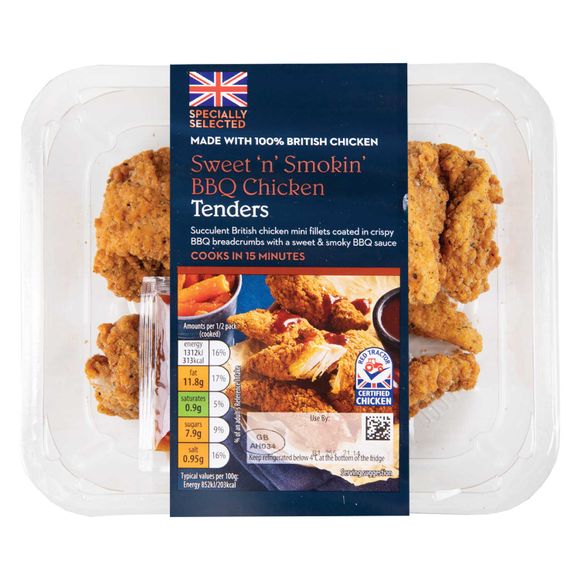 SPECIALLY
SELECTED
MADE WITH 100% BRITISH CHICKEN
Sweet 'n' Smokin'
BBQ Chicken
Tenders
Succulent British chicken mini fillets coated in crispy
BBQ breadcrumbs with a sweet & smoky BBQ sauce
COOKS IN 15 MINUTES
Amounts per 1/2 pack
(cooked)
energy
1312kJ
313kcal
16%
fat
11.8g
17%
saturates
0.9g
5%
sugars
7.9g
9%
salt
0.95g
16%
Typical values per 100g:
Energy 852kJ/203kcal
RED TRACTOR
CERTIFIED
CHICKEN
Use By:
GB
AH034
Keep refrigerated below 4°C at the bottom of the fridge
Serving suggestion